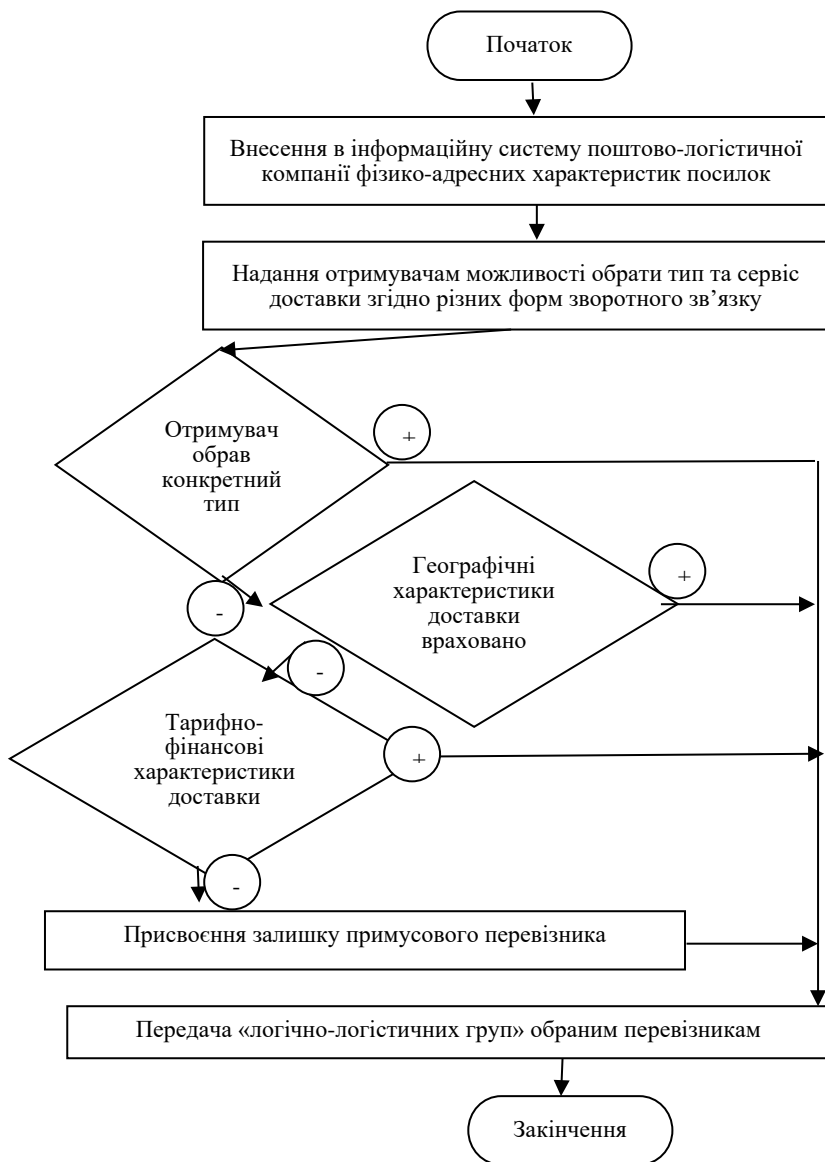 Початок
Внесення в інформаційну систему поштово-логістичної
компанії фізико-адресних характеристик посилок
Надання отримувачам можливості обрати тип та сервіс
доставки згідно різних форм зворотного зв’язку
Отримувач
обрав
конкретний
тип
+
Географічні
характеристики
доставки
враховано
+
-
-
Тарифно-
фінансові
характеристики
доставки
+
-
Присвоєння залишку примусового перевізника
Передача «логічно-логістичних груп» обраним перевізникам
Закінчення